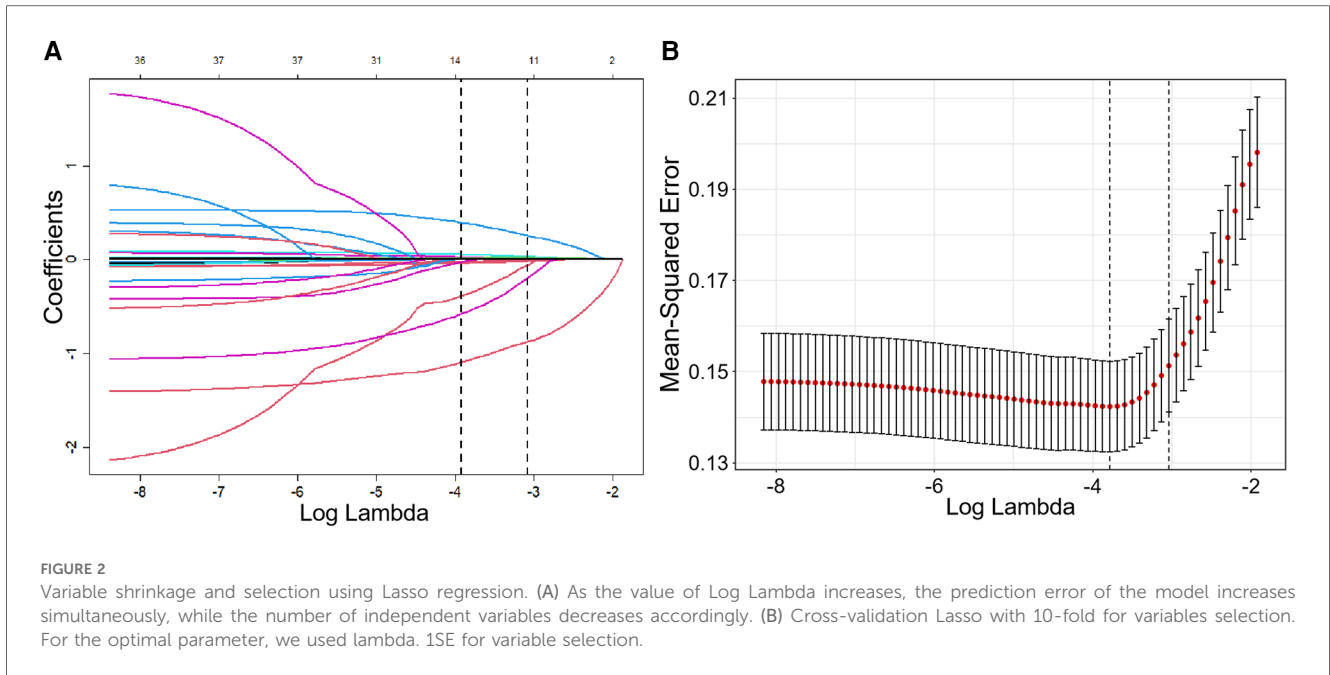 A
36 37 37 31 14 11 2
Coefficients
1
0
-1
-2
-8 -7 -6 -5 -4 -3 -2
Log Lambda
B
Mean-Squared Error
0.21
0.19
0.17
0.15
0.13
-8 -6 -4 -2
Log Lambda
FIGURE 2
Variable shrinkage and selection using Lasso regression. (A) As the value of Log Lambda increases, the prediction error of the model increases
simultaneously, while the number of independent variables decreases accordingly. (B) Cross-validation Lasso with 10-fold for variables selection.
For the optimal parameter, we used lambda. 1SE for variable selection.